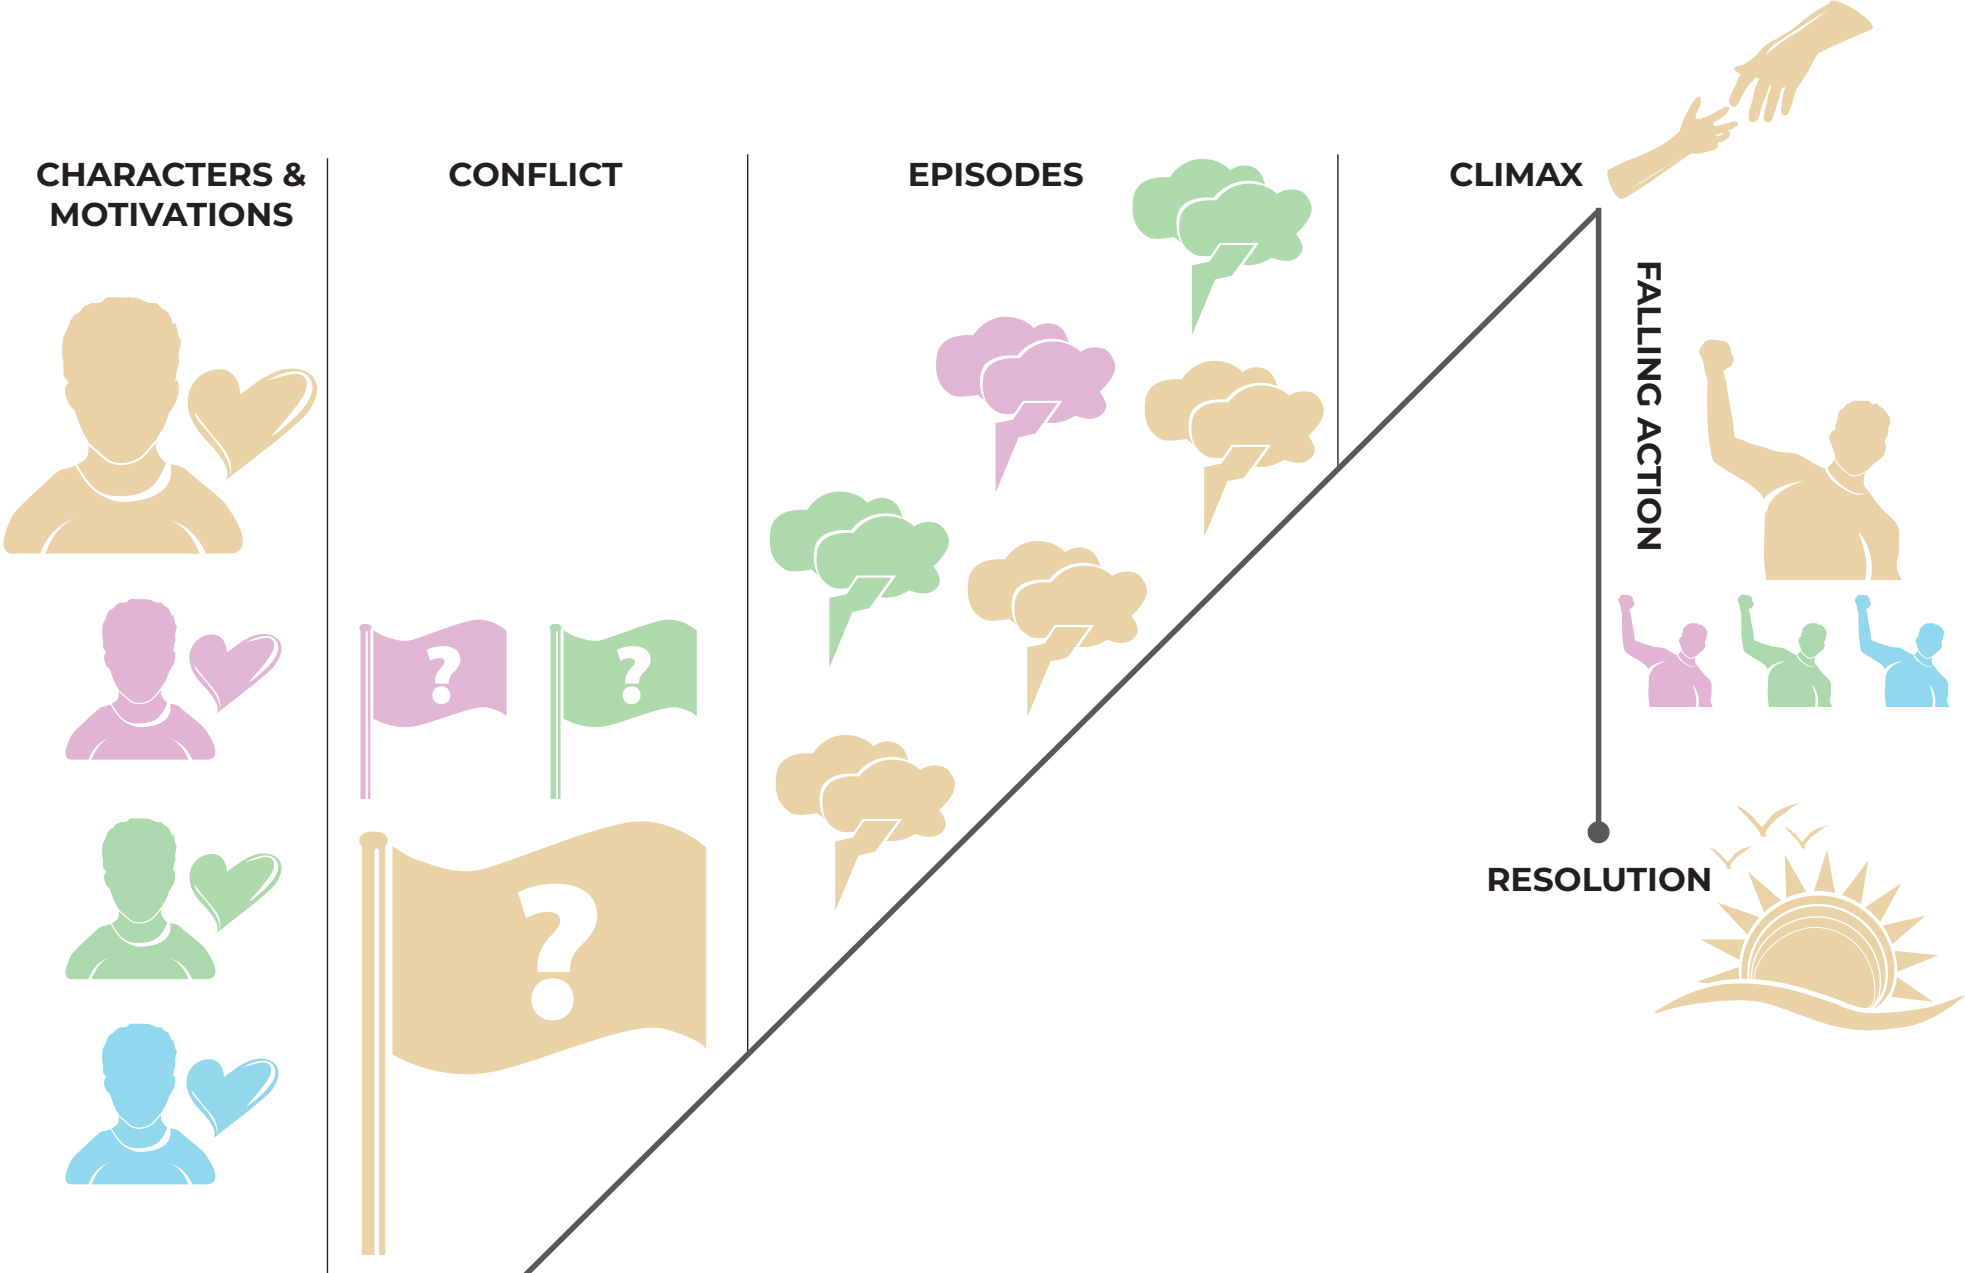 CHARACTERS &
MOTIVATIONS
CONFLICT
EPISODES
CLIMAX
FALLING ACTION
?
?
?
RESOLUTION